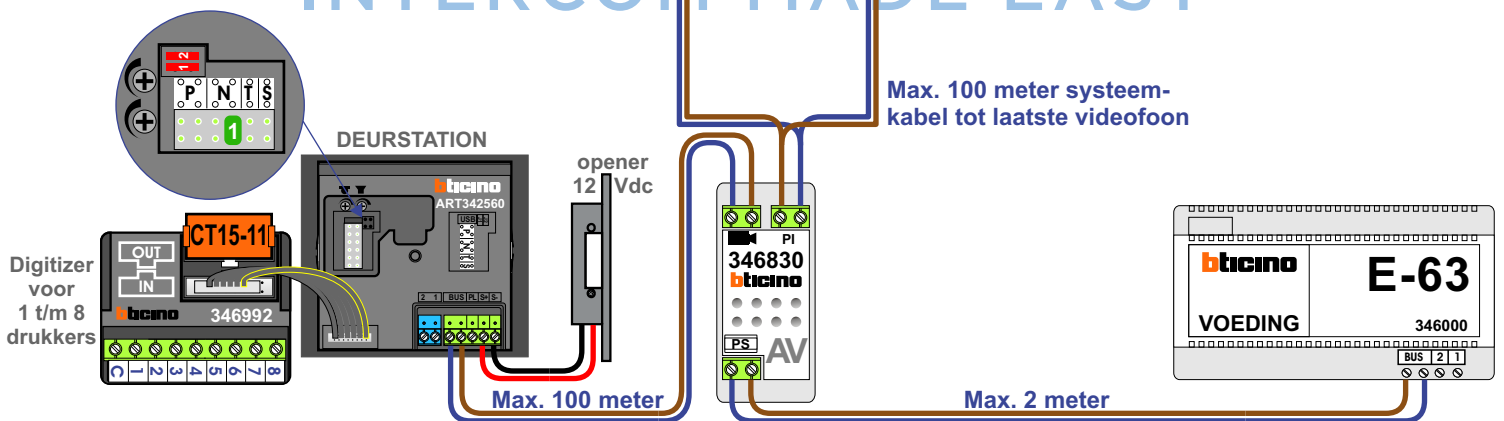 INTERCOM MADE EASY
Max. 100 meter systeem-
kabel tot laatste videofoon
2
1
P N T S
1
DEURSTATION
opener
12 Vdc
bticino
ART342560
USB
2 1 BUS PL S+ S-
Digitizer
voor
1 t/m 8
drukkers
OUT
IN
CT15-11
bticino
346992
C 1 2 3 4 5 6 7 8
Max. 100 meter
PI
346830
bticino
PS
AV
Max. 2 meter
bticino
E-63
VOEDING
346000
BUS 2 1